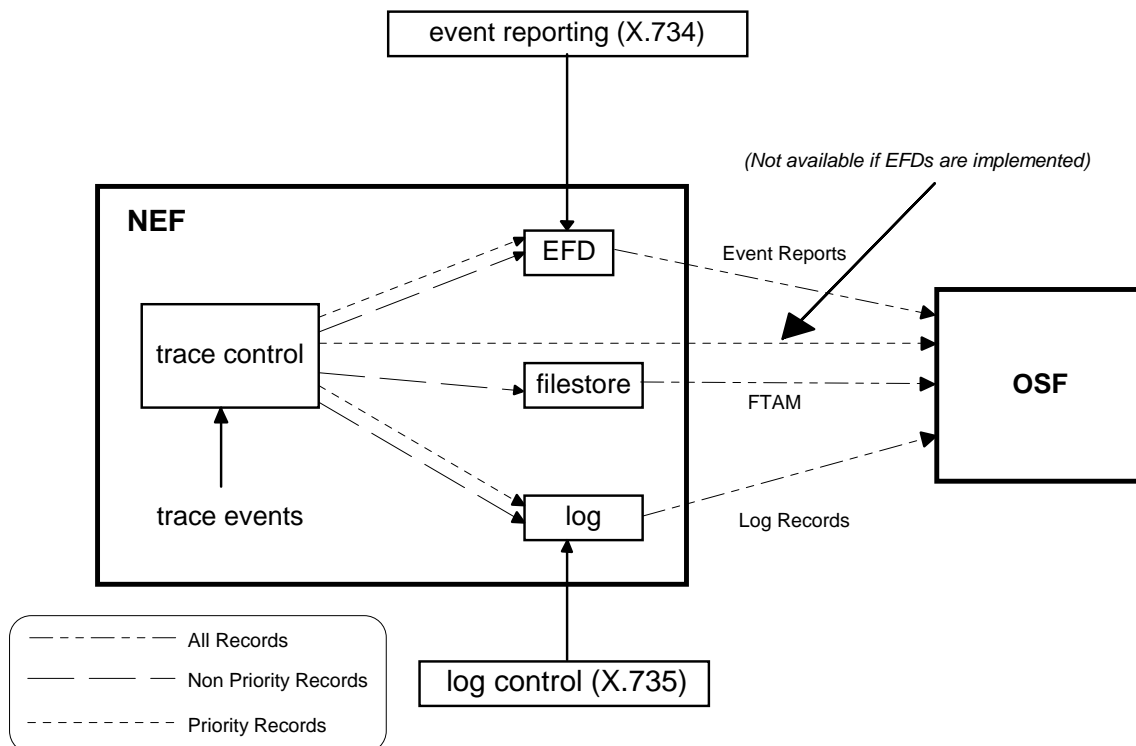 event reporting (X.734)
(Not available if EFDs are implemented)
NEF
EFD
Event Reports
trace control
filestore
FTAM
OSF
trace events
log
Log Records
All Records
Non Priority Records
Priority Records
log control (X.735)